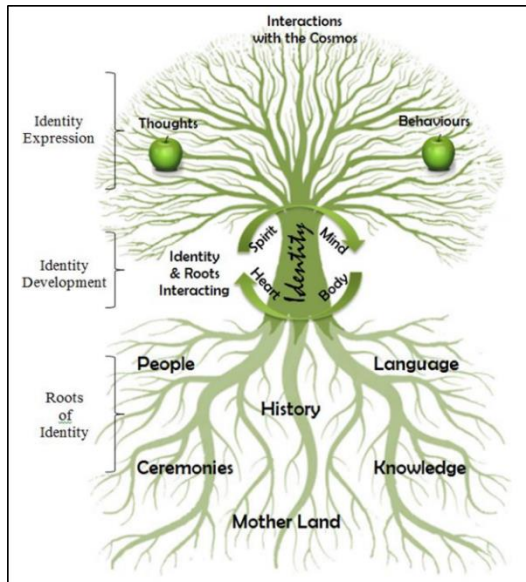 Interactions
with the Cosmos
Identity
Expression
Thoughts
Behaviours
Spirit
Mind
Identity
Development
Identity
& Roots
Interacting
Identity
Heart
Body
People
Language
Roots
of
Identity
History
Ceremonies
Knowledge
Mother Land